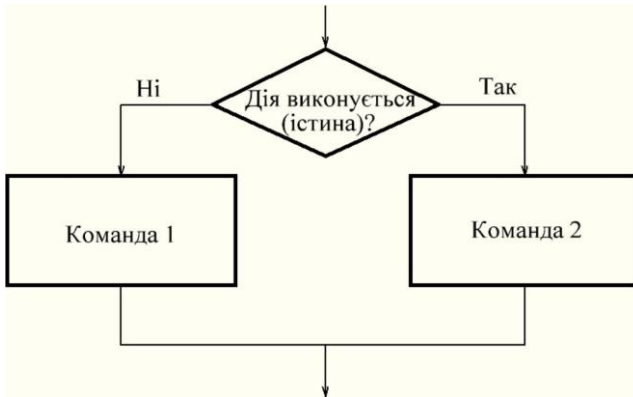 Ні
Так
Дія виконується
(істина)?
Команда 1
Команда 2